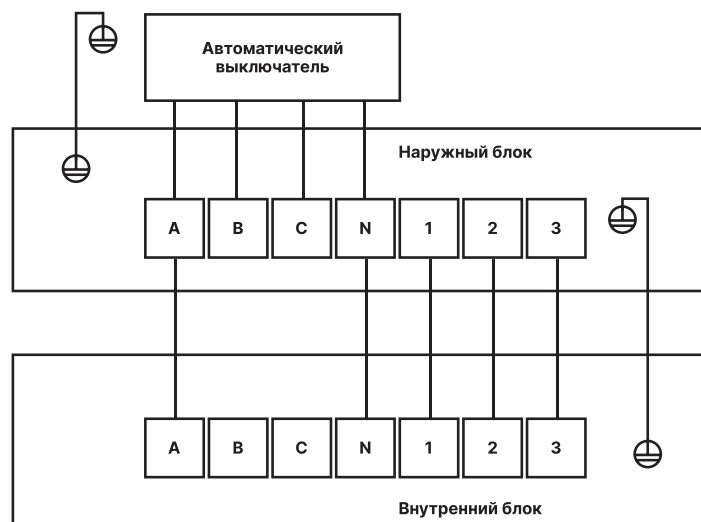 Автоматический
выключатель
Наружный блок
A B C N 1 2 3
A B C N 1 2 3
Внутренний блок